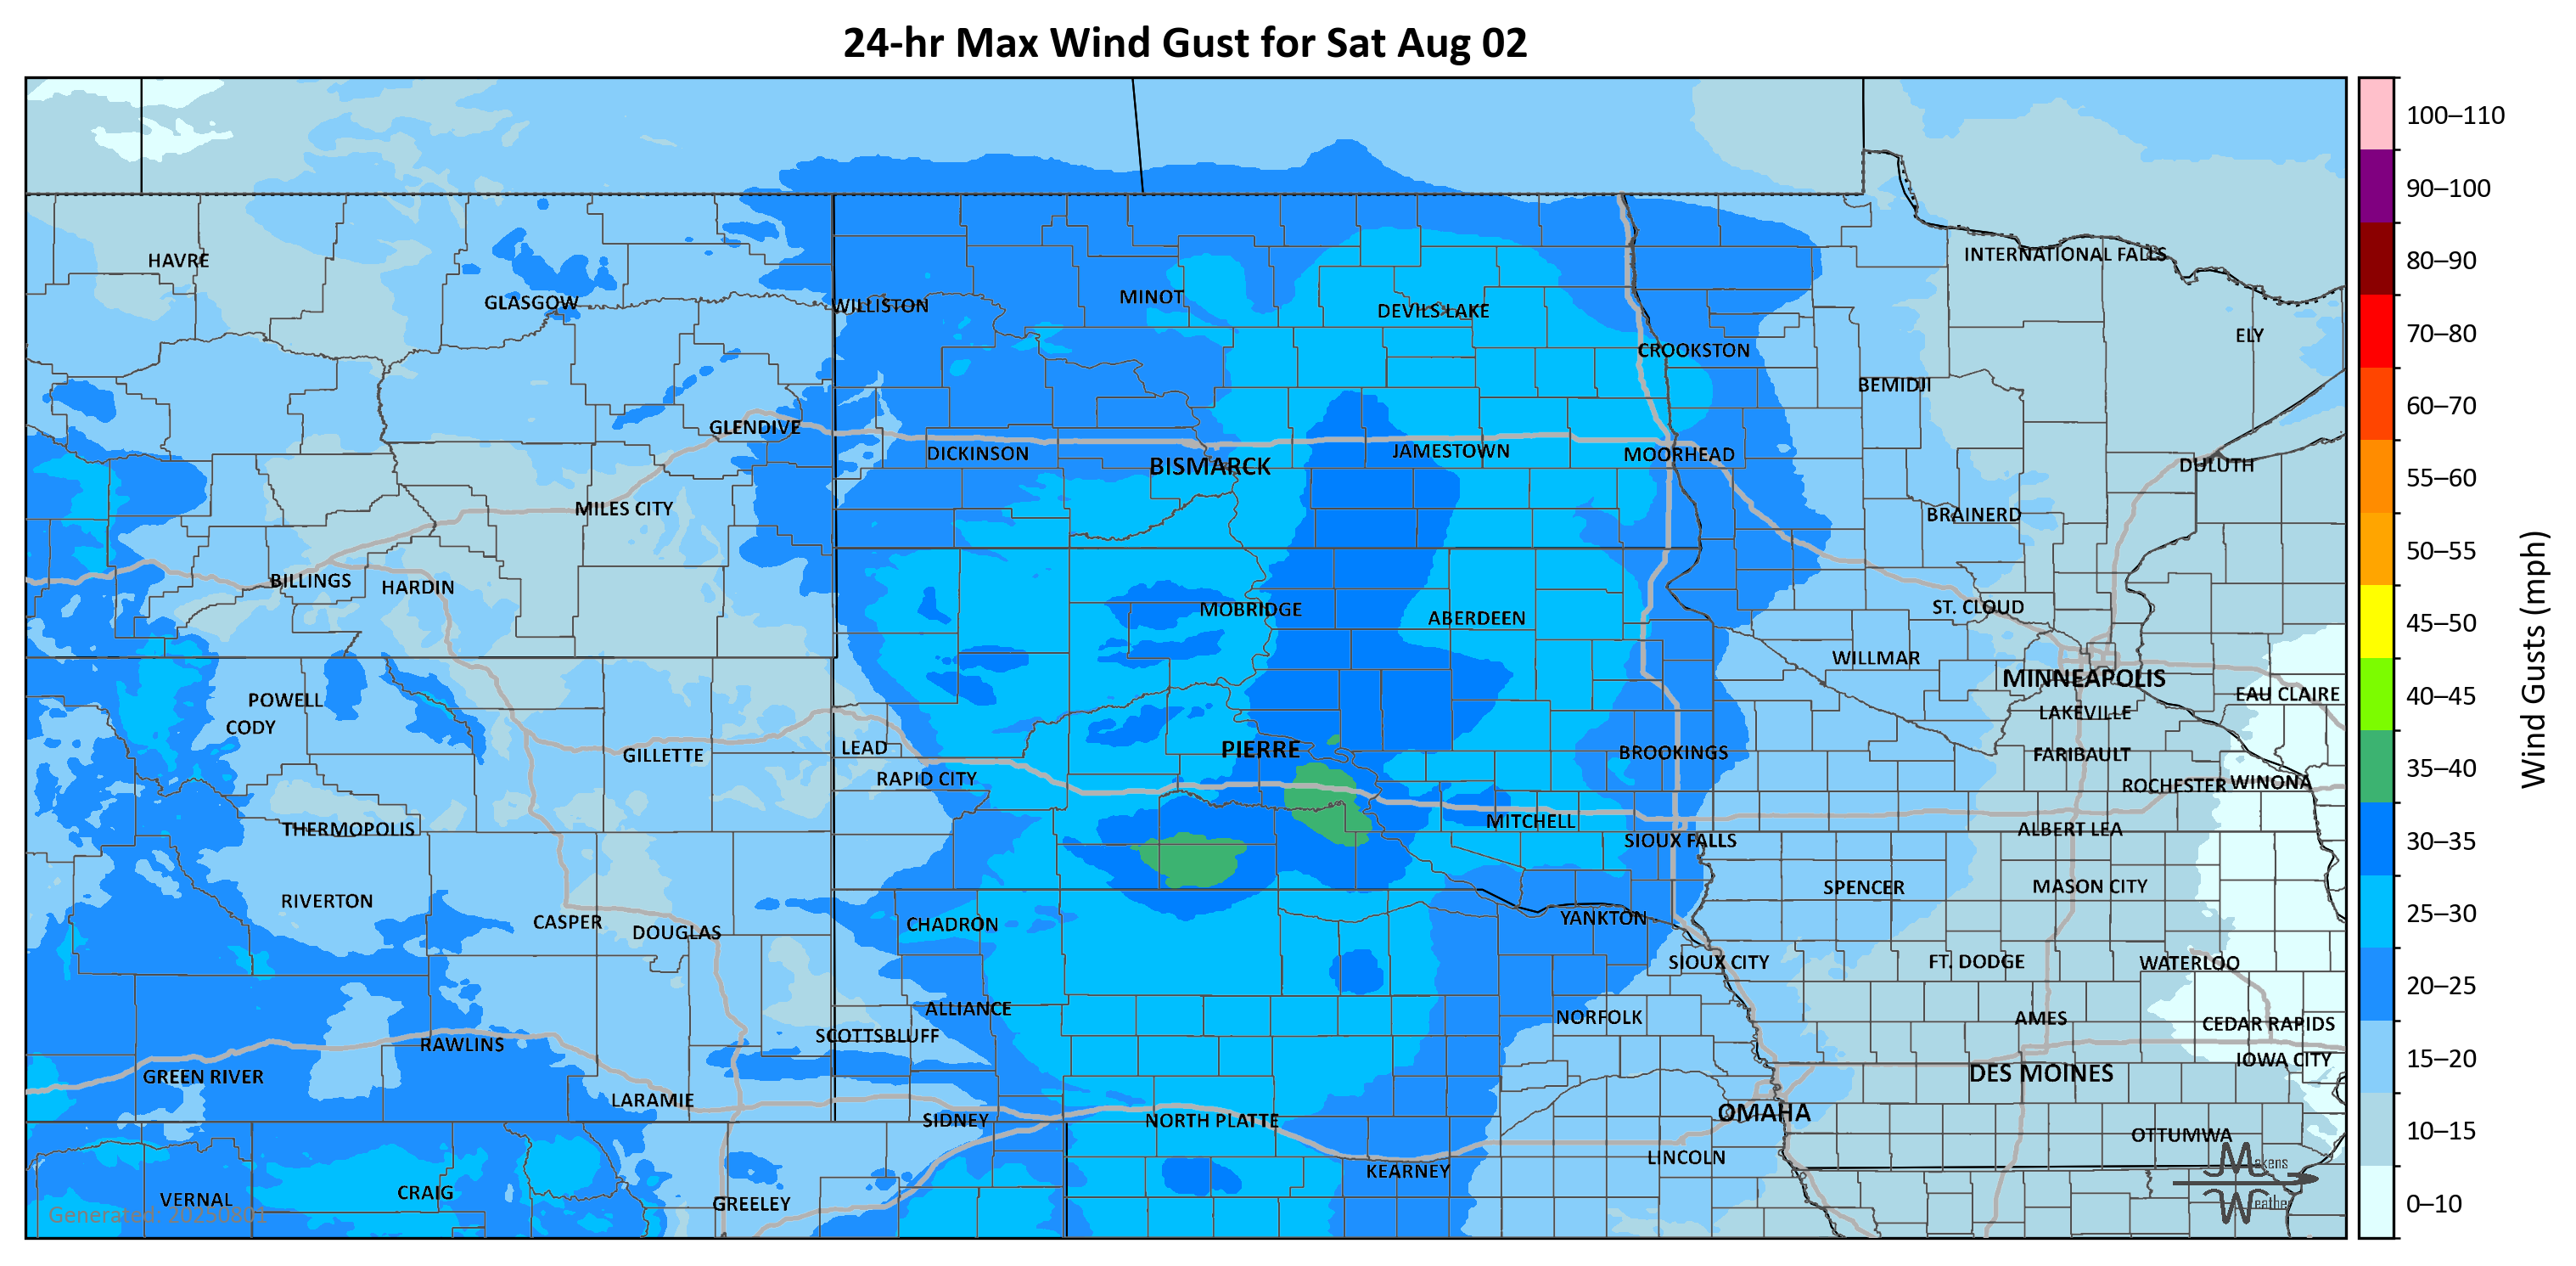 24-hr Max Wind Gust for Sat Aug 02
100–110
90–100
80–90
70–80
60–70
55–60
50–55
45–50
40–45
35–40
30–35
25–30
20–25
15–20
10–15
0–10
Wind Gusts (mph)
HAVRE
GLASGOW
WILLISTON
MINOT
DEVILS LAKE
INTERNATIONAL FALLS
ELY
CROOKSTON
BEMIDJI
GLENDIVE
DICKINSON
BISMARCK
JAMESTOWN
MOORHEAD
DULUTH
MILES CITY
BRAINERD
BILLINGS
HARDIN
MOBRIDGE
ABERDEEN
ST. CLOUD
WILLMAR
MINNEAPOLIS
EAU CLAIRE
POWELL
CODY
LAKEVILLE
GILLETTE
LEAD
PIERRE
BROOKINGS
FARIBAULT
RAPID CITY
ROCHESTER
WINONA
THERMOPOLIS
MITCHELL
ALBERT LEA
SIOUX FALLS
RIVERTON
SPENCER
MASON CITY
CASPER
DOUGLAS
CHADRON
YANKTON
SIOUX CITY
FT. DODGE
WATERLOO
ALLIANCE
NORFOLK
AMES
CEDAR RAPIDS
SCOTTSBLUFF
RAWLINS
IOWA CITY
GREEN RIVER
DES MOINES
LARAMIE
SIDNEY
NORTH PLATTE
OMAHA
OTTUMWA
LINCOLN
KEARNEY
VERNAL
CRAIG
GREELEY
Generated: 20250801
Makens
Weather